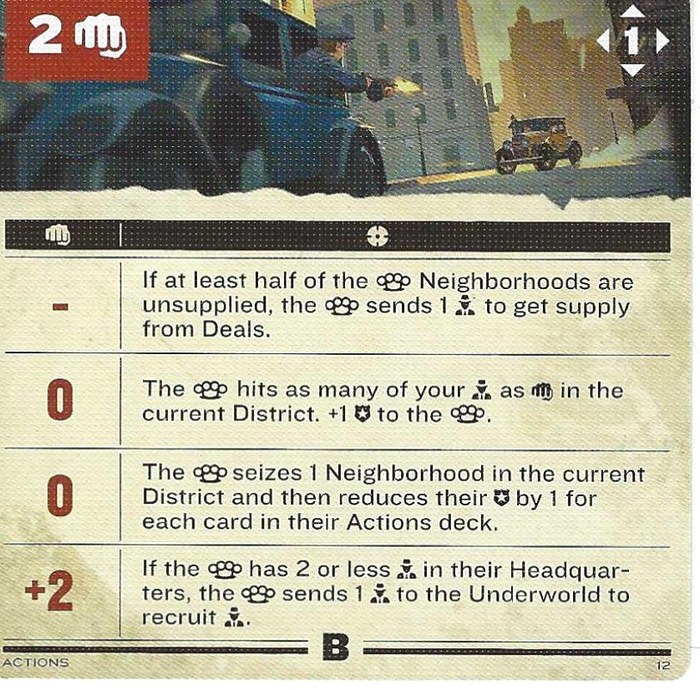 2
1
If at least half of the Neighborhoods are
unsupplied, the sends 1 to get supply
from Deals.
-
The hits as many of your as in the
current District. +1 to the .
0
The seizes 1 Neighborhood in the current
District and then reduces their by 1 for
each card in their Actions deck.
0
If the has 2 or less in their Headquar-
ters, the sends 1 to the Underworld to
recruit .
+2
B
ACTIONS
12